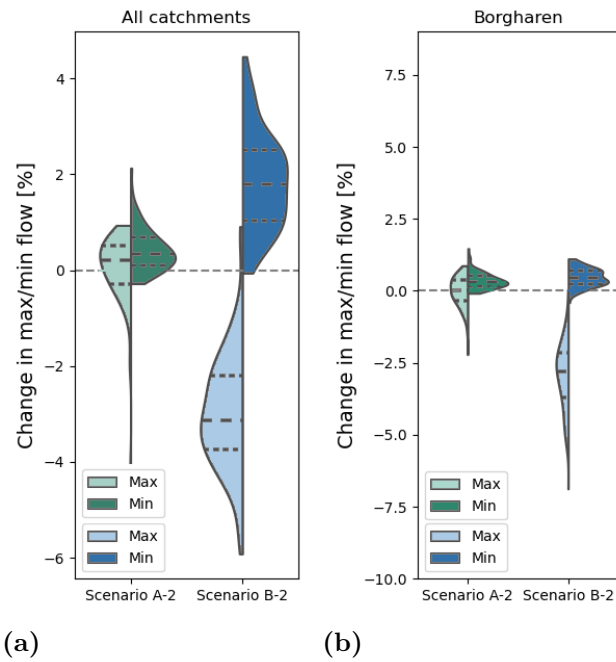 All catchments
Change in max/min flow [%]
4
2
0
−2
−4
−6
Max
Min
Max
Min
Scenario A-2 Scenario B-2
(a)
Borgharen
Change in max/min flow [%]
7.5
5.0
2.5
0.0
−2.5
−5.0
−7.5
−10.0
Max
Min
Max
Min
Scenario A-2 Scenario B-2
(b)